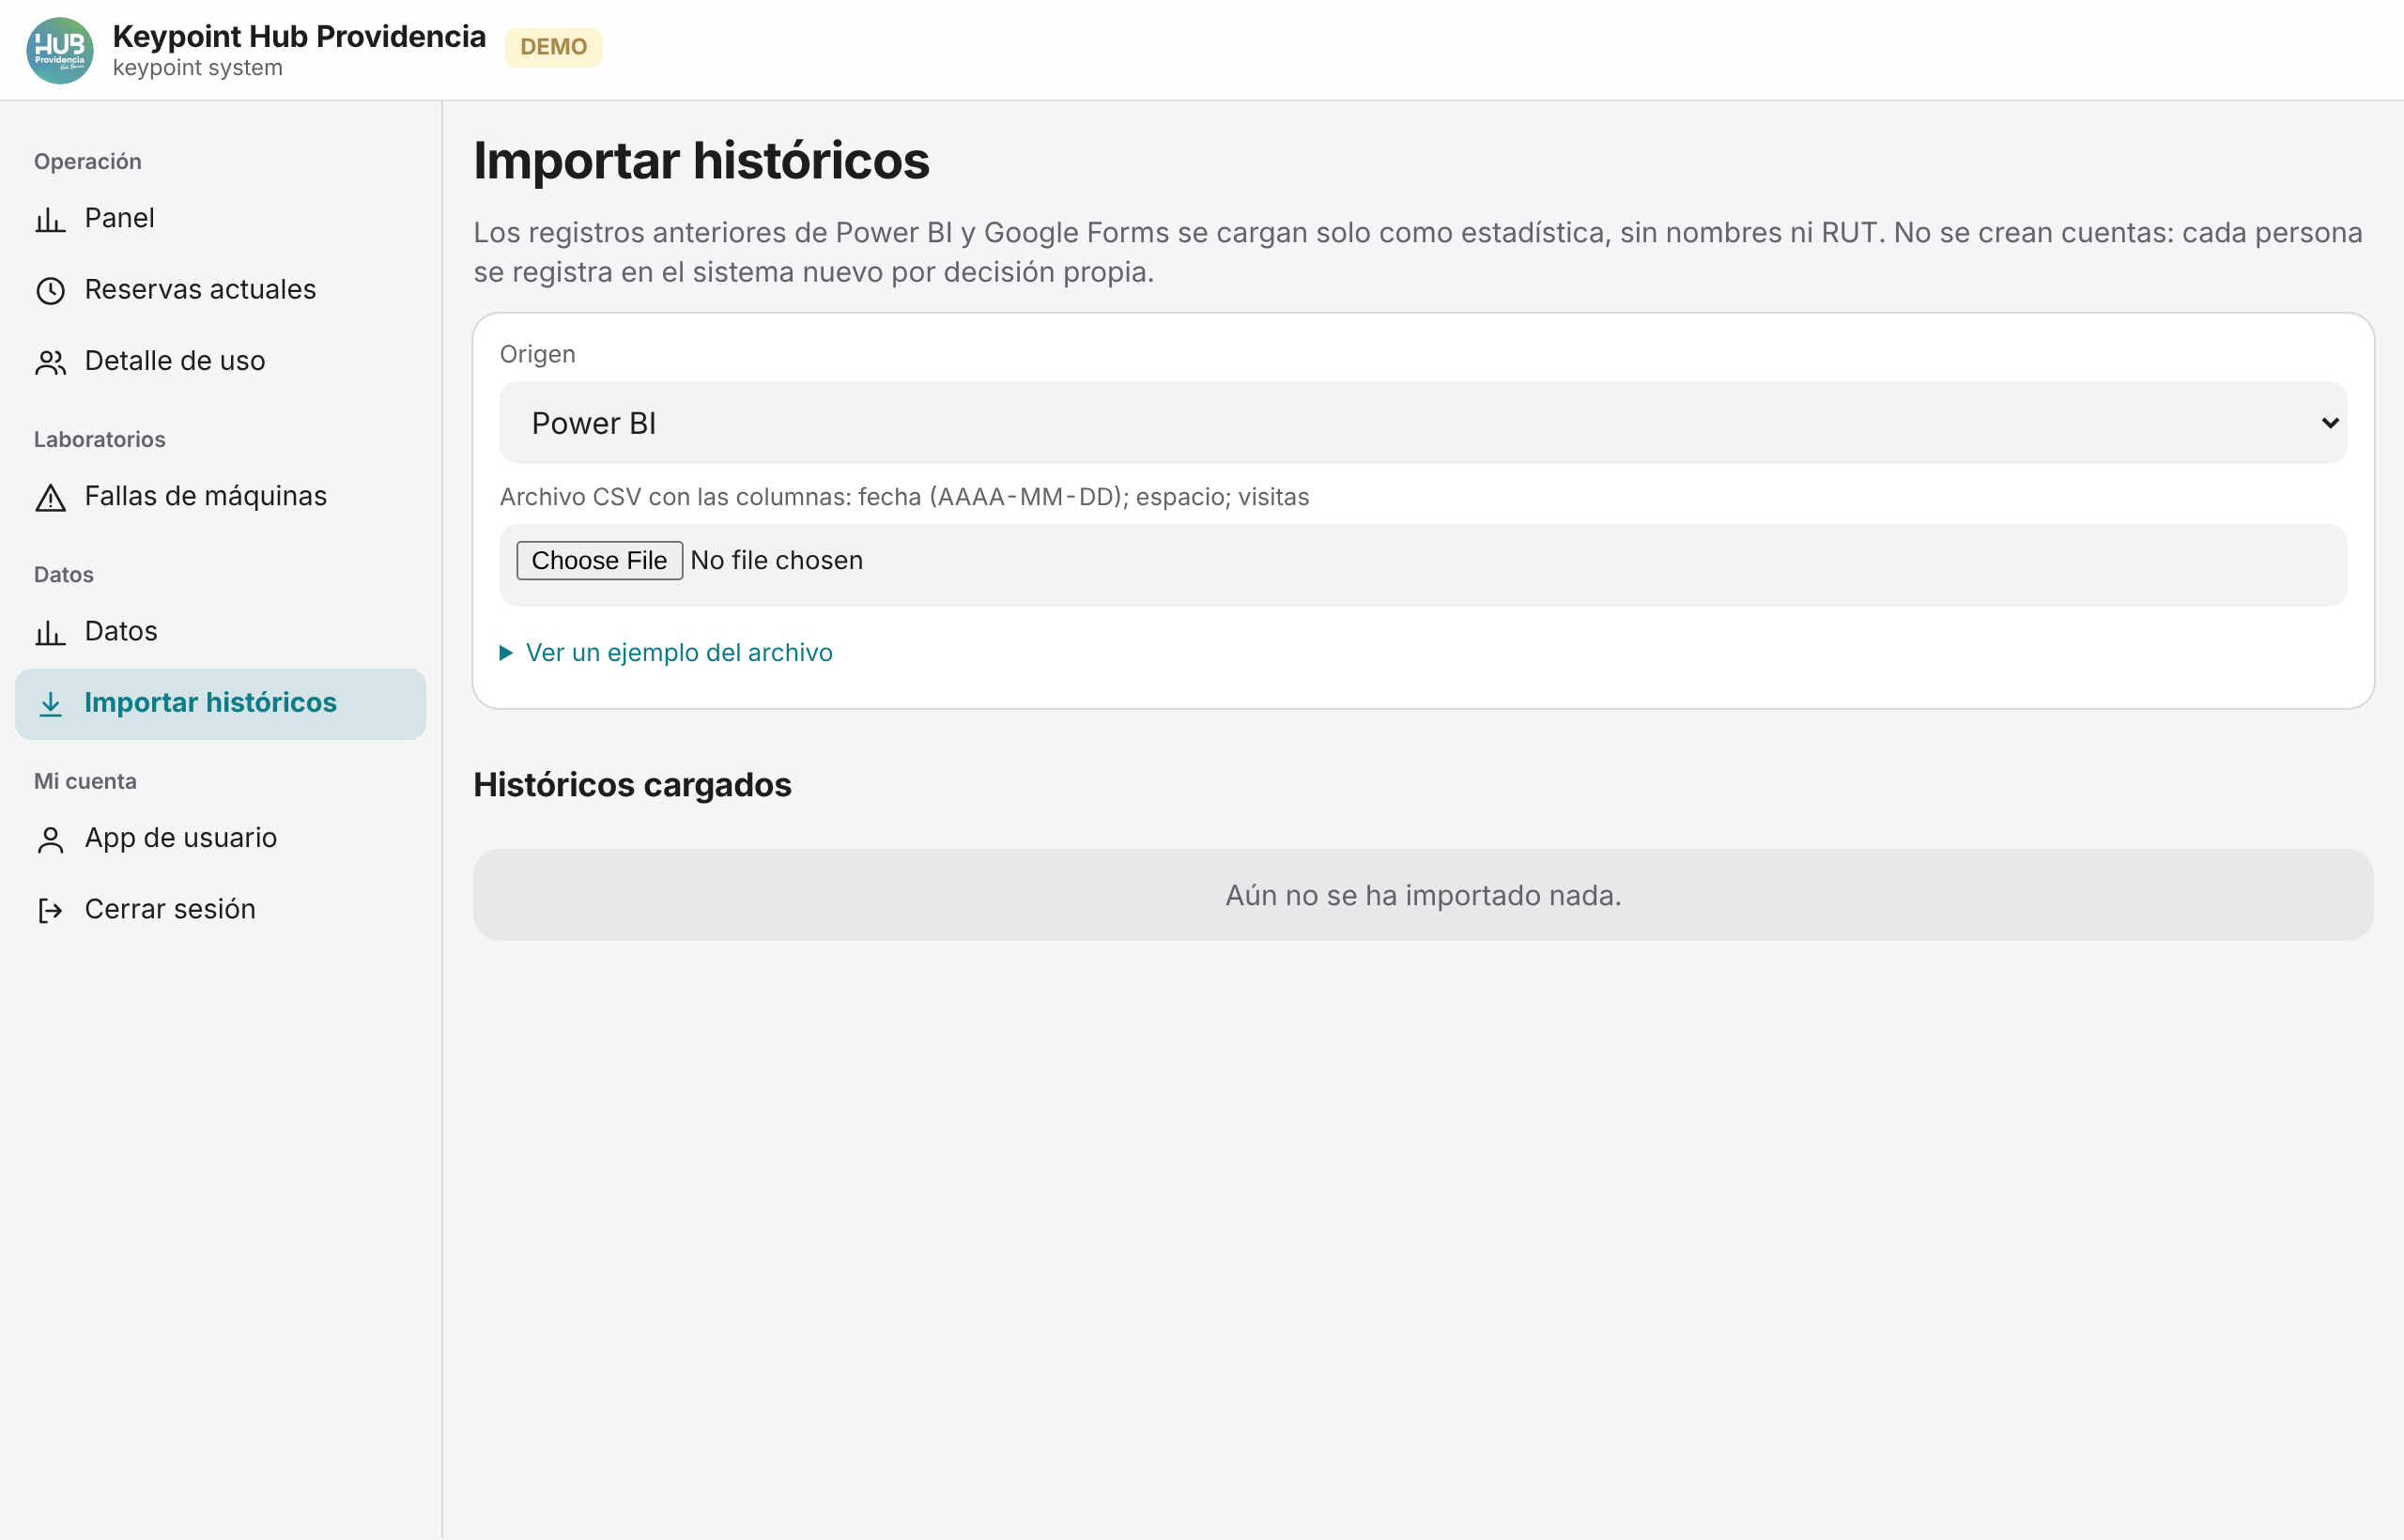 HUB
Providencia
Keypoint Hub Providencia
DEMO
keypoint system
Operación
Panel
Reservas actuales
Detalle de uso
Laboratorios
Fallas de máquinas
Datos
Datos
Importar históricos
Mi cuenta
App de usuario
Cerrar sesión
Importar históricos
Los registros anteriores de Power BI y Google Forms se cargan solo como estadística, sin nombres ni RUT. No se crean cuentas: cada persona
se registra en el sistema nuevo por decisión propia.
Origen
Power BI
Archivo CSV con las columnas: fecha (AAAA-MM-DD); espacio; visitas
Choose File No file chosen
Ver un ejemplo del archivo
Históricos cargados
Aún no se ha importado nada.